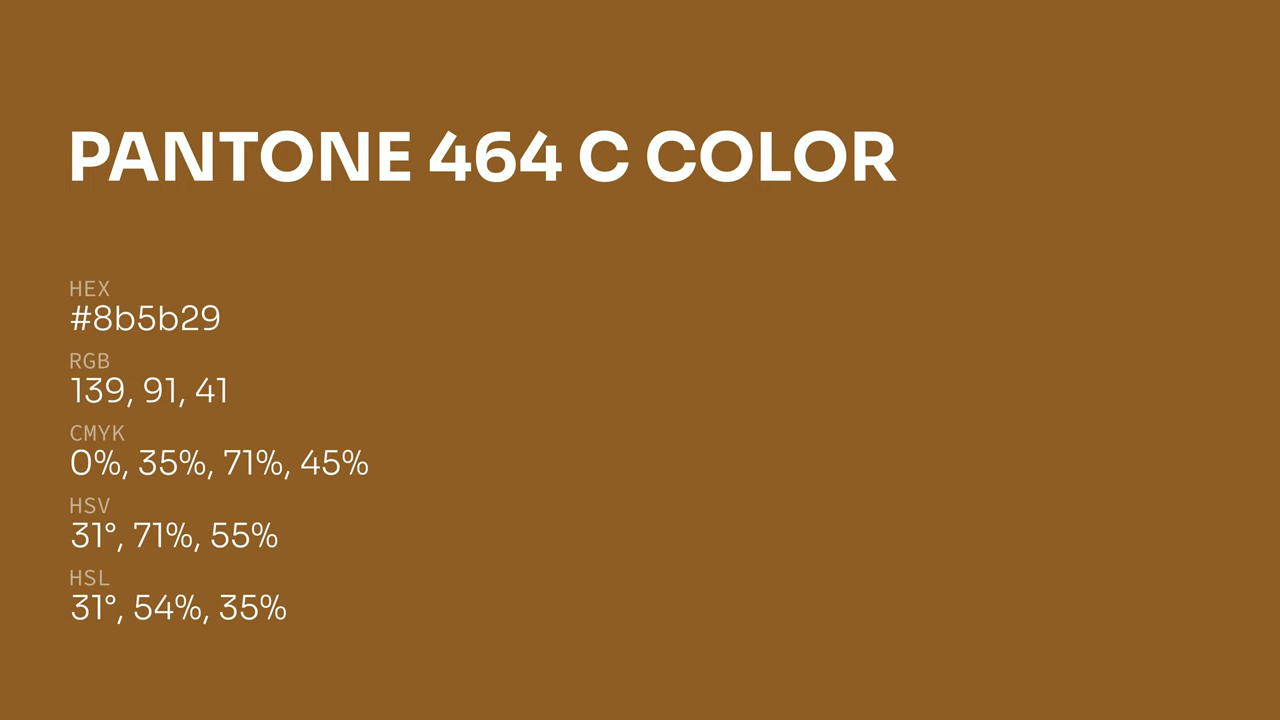 PANTONE 464 C COLOR
HEX
#8b5b29
RGB
139, 91, 41
CMYK
0%, 35%, 71%, 45%
HSV
31°, 71%, 55%
HSL
31°, 54%, 35%